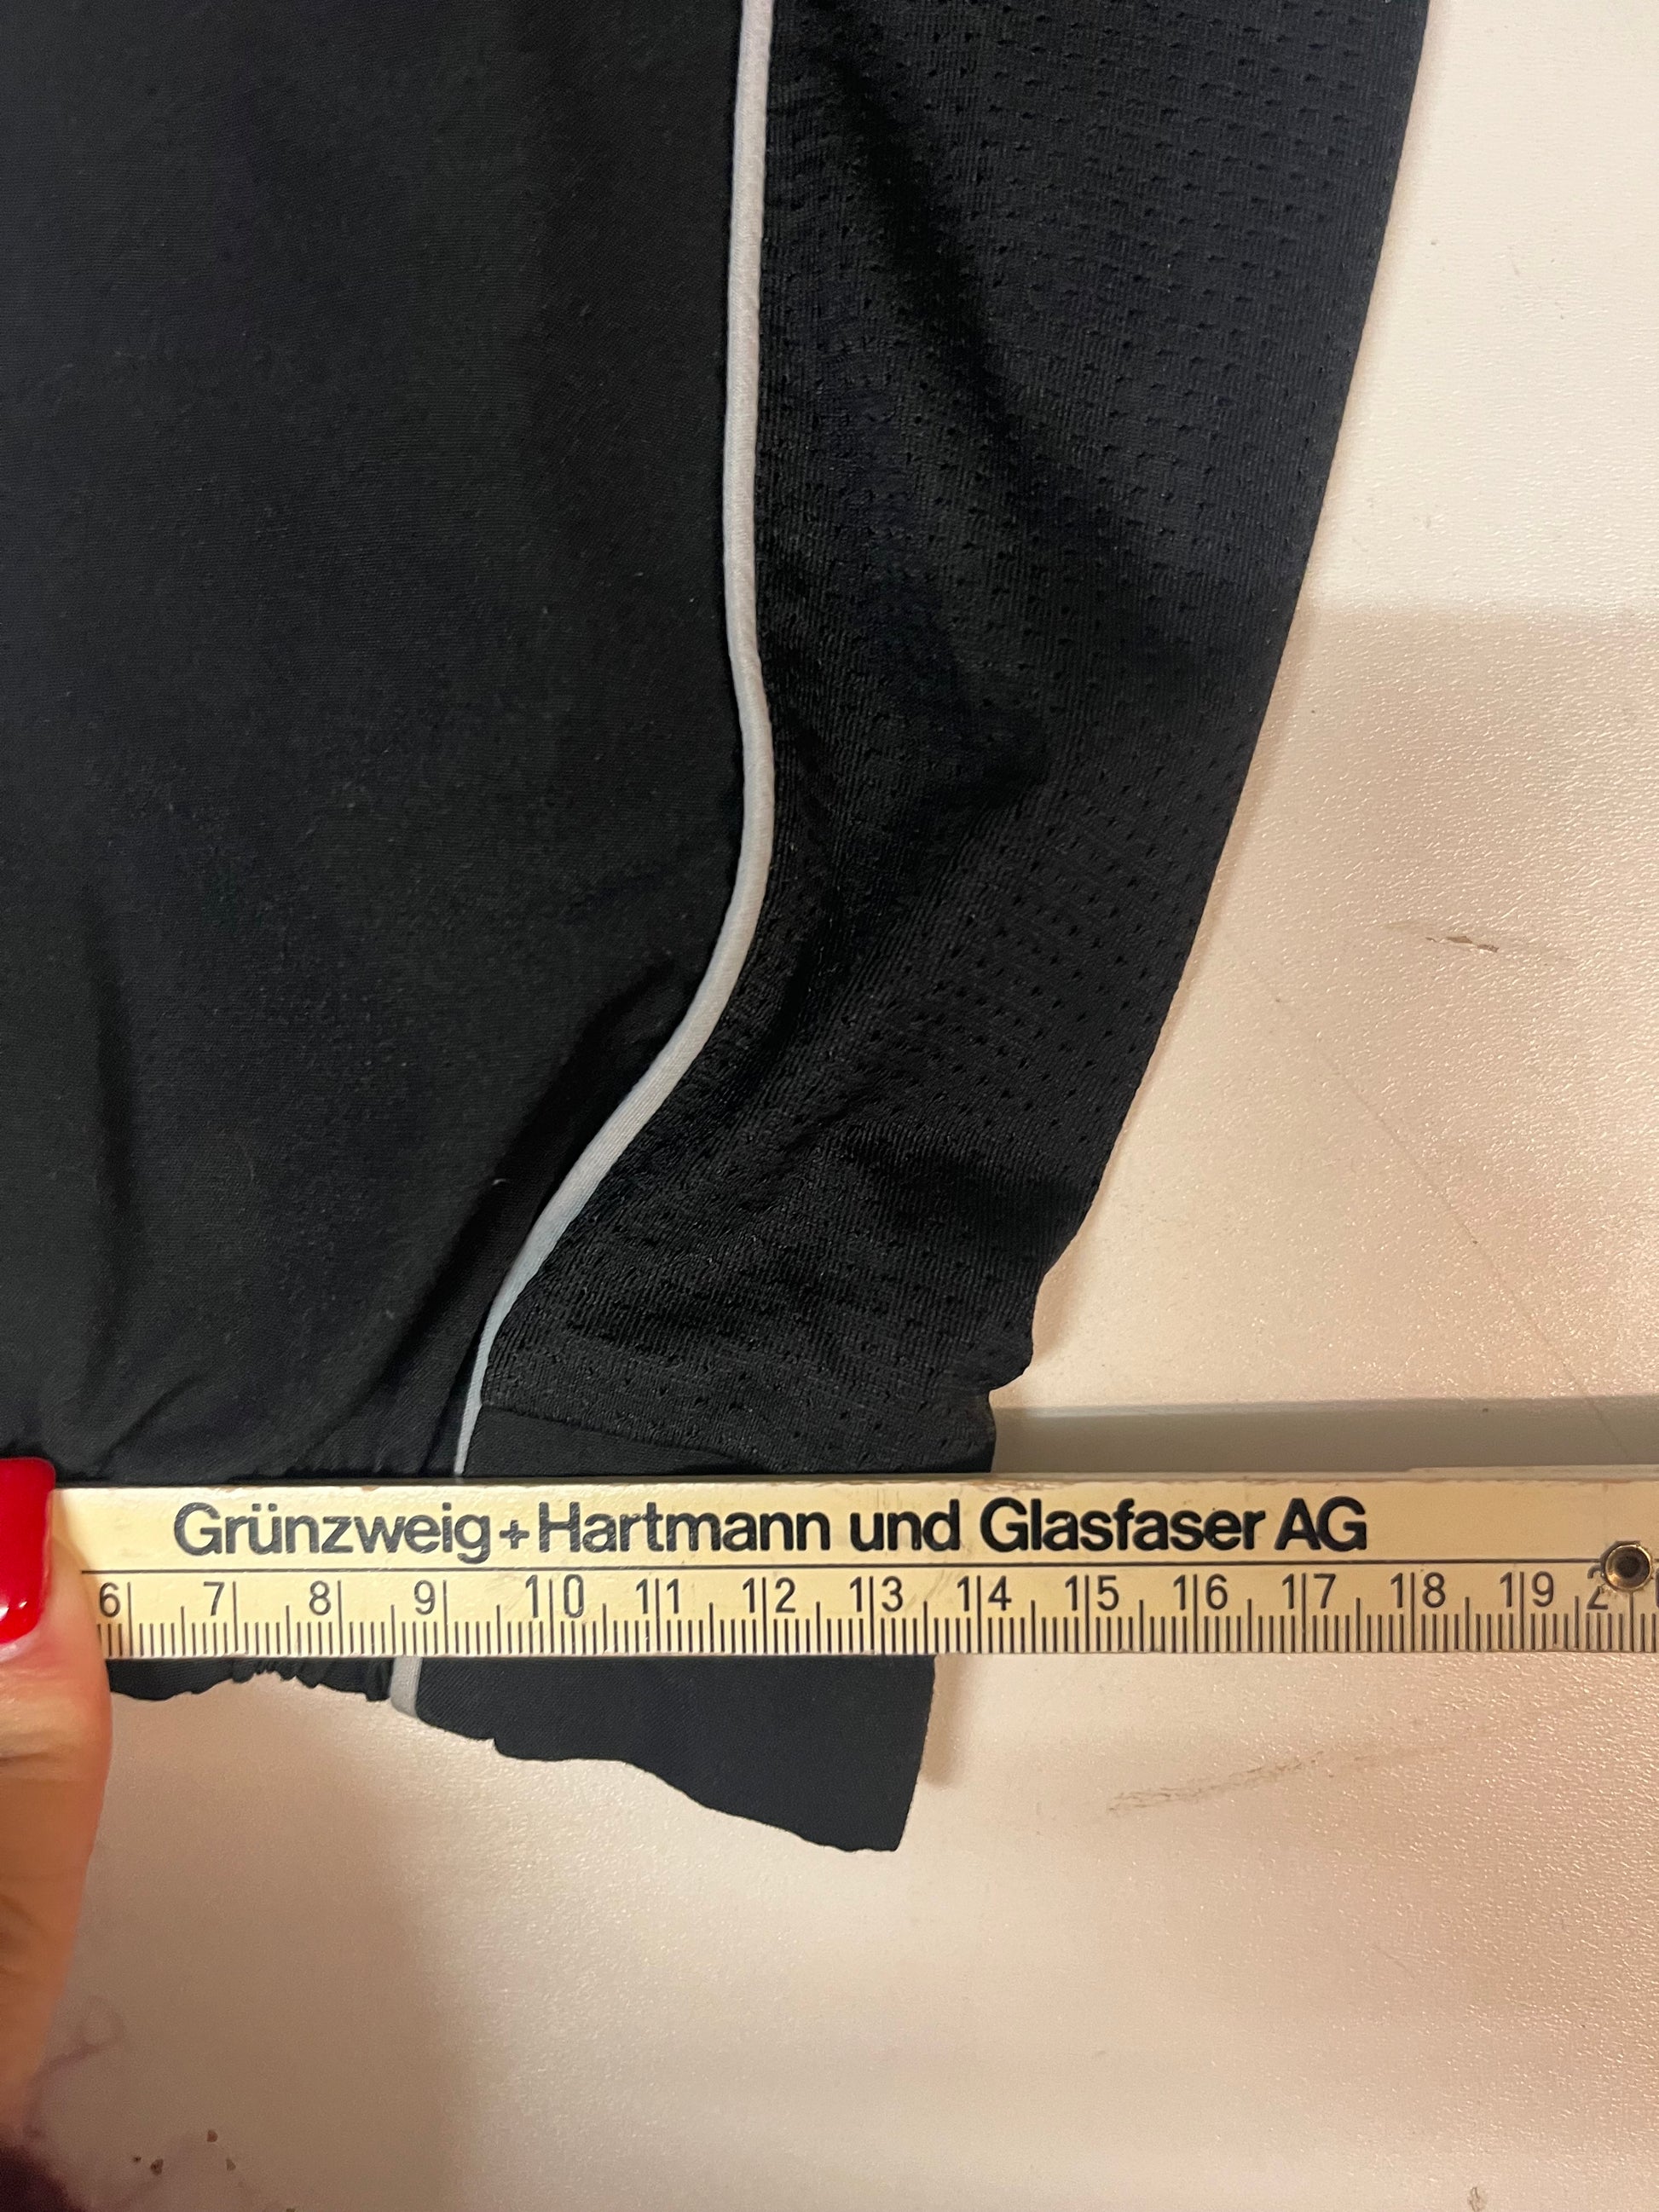 Grünzweig+Hartmann und Glasfaser AG
6 7 8 9 10 11 12 13 14 15 16 17 18 19 2